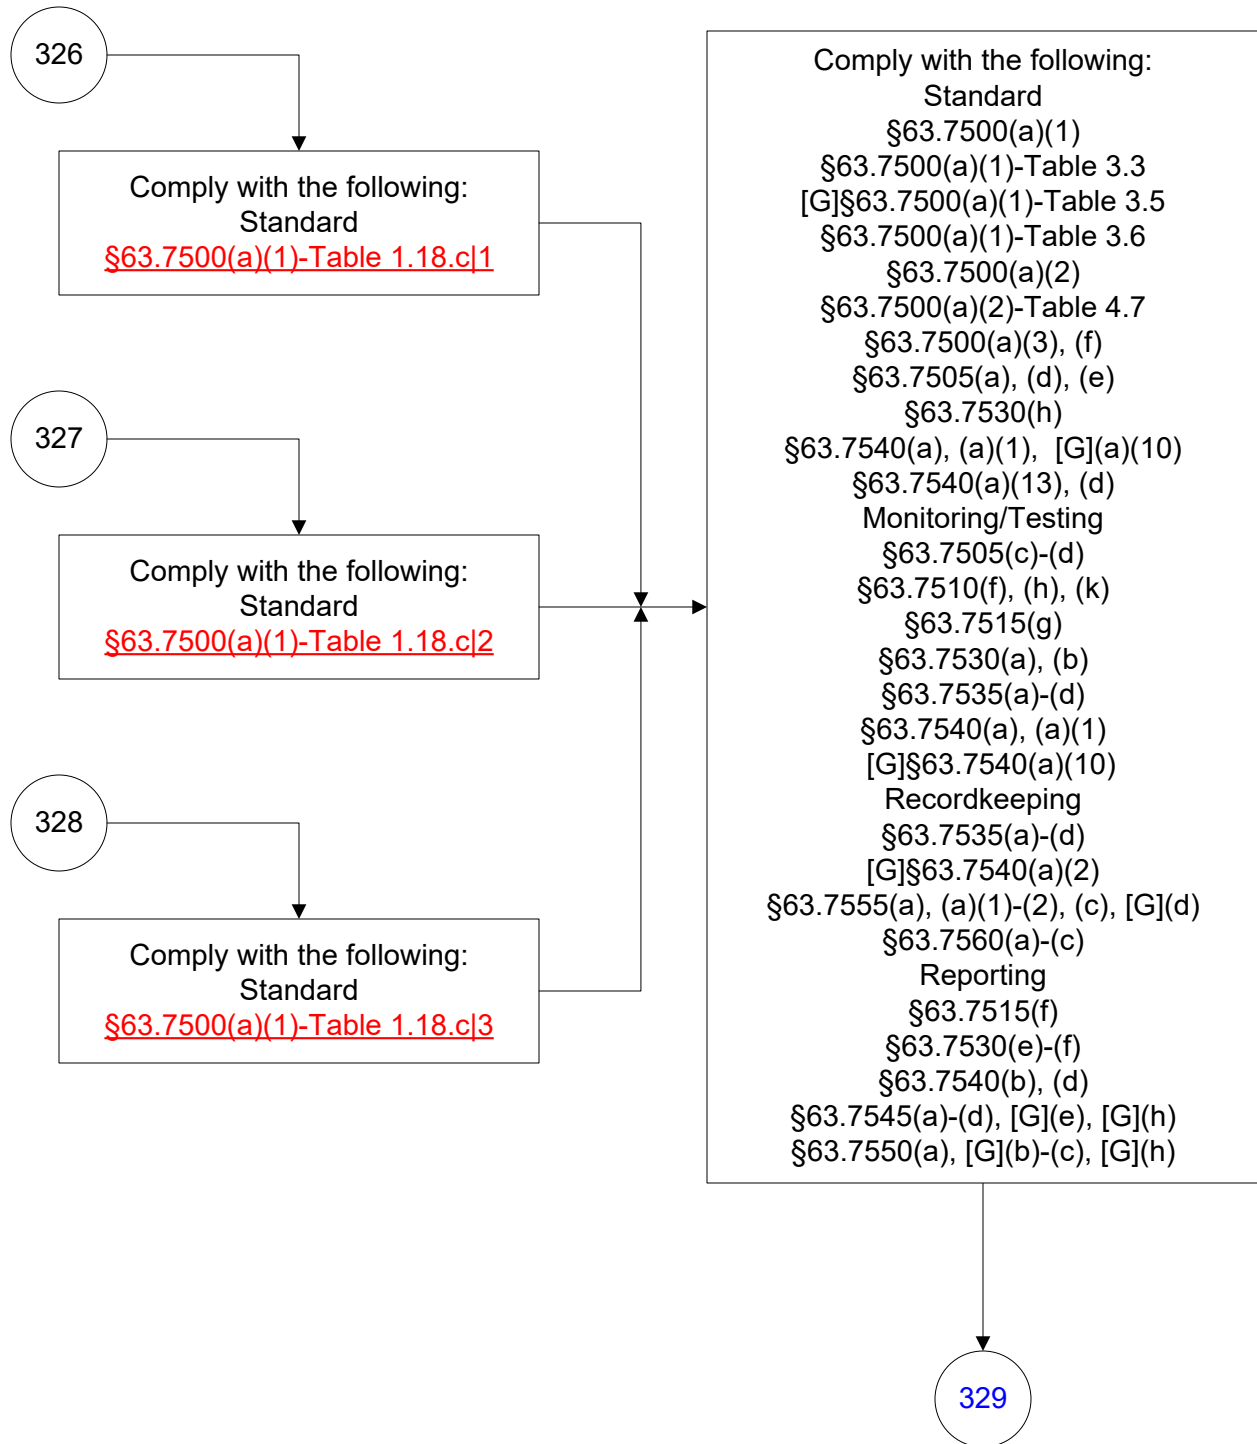 326
Comply with the following:
Standard
§63.7500(a)(1)-Table 1.18.c|1
327
Comply with the following:
Standard
§63.7500(a)(1)-Table 1.18.c|2
328
Comply with the following:
Standard
§63.7500(a)(1)-Table 1.18.c|3
Comply with the following:
Standard
§63.7500(a)(1)
§63.7500(a)(1)-Table 3.3
[G]§63.7500(a)(1)-Table 3.5
§63.7500(a)(1)-Table 3.6
§63.7500(a)(2)
§63.7500(a)(2)-Table 4.7
§63.7500(a)(3), (f)
§63.7505(a), (d), (e)
§63.7530(h)
§63.7540(a), (a)(1), [G](a)(10)
§63.7540(a)(13), (d)
Monitoring/Testing
§63.7505(c)-(d)
§63.7510(f), (h), (k)
§63.7515(g)
§63.7530(a), (b)
§63.7535(a)-(d)
§63.7540(a), (a)(1)
[G]§63.7540(a)(10)
Recordkeeping
§63.7535(a)-(d)
[G]§63.7540(a)(2)
§63.7555(a), (a)(1)-(2), (c), [G](d)
§63.7560(a)-(c)
Reporting
§63.7515(f)
§63.7530(e)-(f)
§63.7540(b), (d)
§63.7545(a)-(d), [G](e), [G](h)
§63.7550(a), [G](b)-(c), [G](h)
329